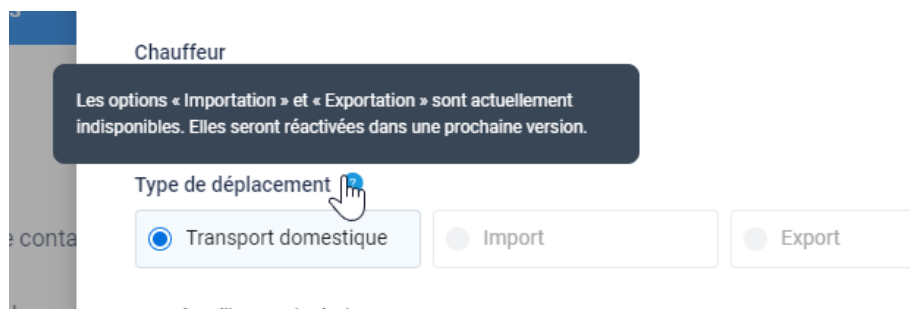 Chauffeur
Les options « Importation » et « Exportation » sont actuellement
indisponibles. Elles seront réactivées dans une prochaine version.
Type de déplacement ?
e conta
Transport domestique
Import
Export